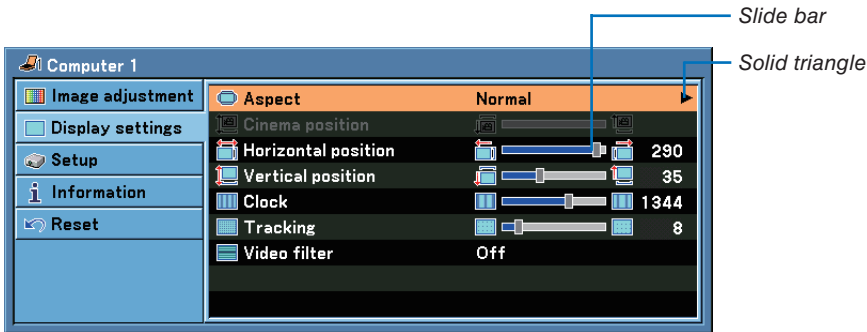 Slide bar
Solid triangle
Computer 1
Image adjustment
Display settings
Setup
Information
Reset
Aspect Normal
Cinema position
Horizontal position 290
Vertical position 35
Clock 1344
Tracking 8
Video filter Off